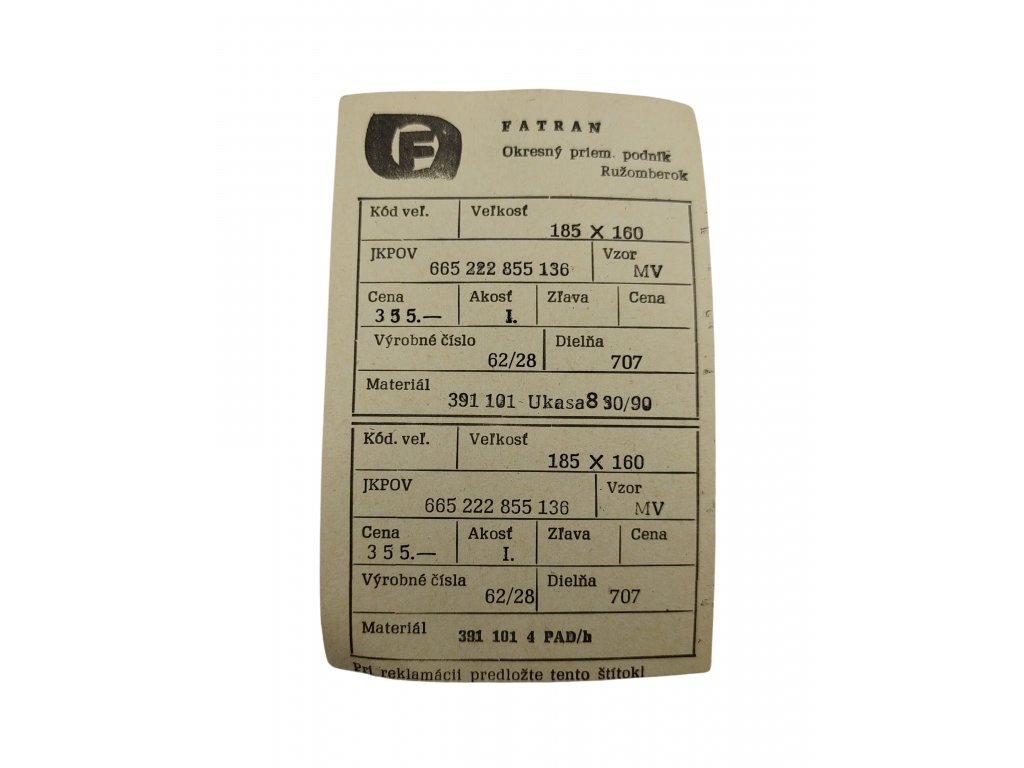 F
FATRAN
Okresný priem. podnik
Ružomberok
Kód veľ. Veľkosť
185 X 160
JKPOV Vzor
665 222 855 136 MV
Cena Akosť Zľava Cena
355.— I.
Výrobné číslo Dielňa
62/28 707
Materiál
391 101 Ukasa8 30/90
Kód. veľ. Veľkosť
185 X 160
JKPOV Vzor
665 222 855 136 MV
Cena Akosť Zľava Cena
355.— I.
Výrobné čísla Dielňa
62/28 707
Materiál 391 101 4 PAD/h
Pri reklamácii predložte tento štítok!